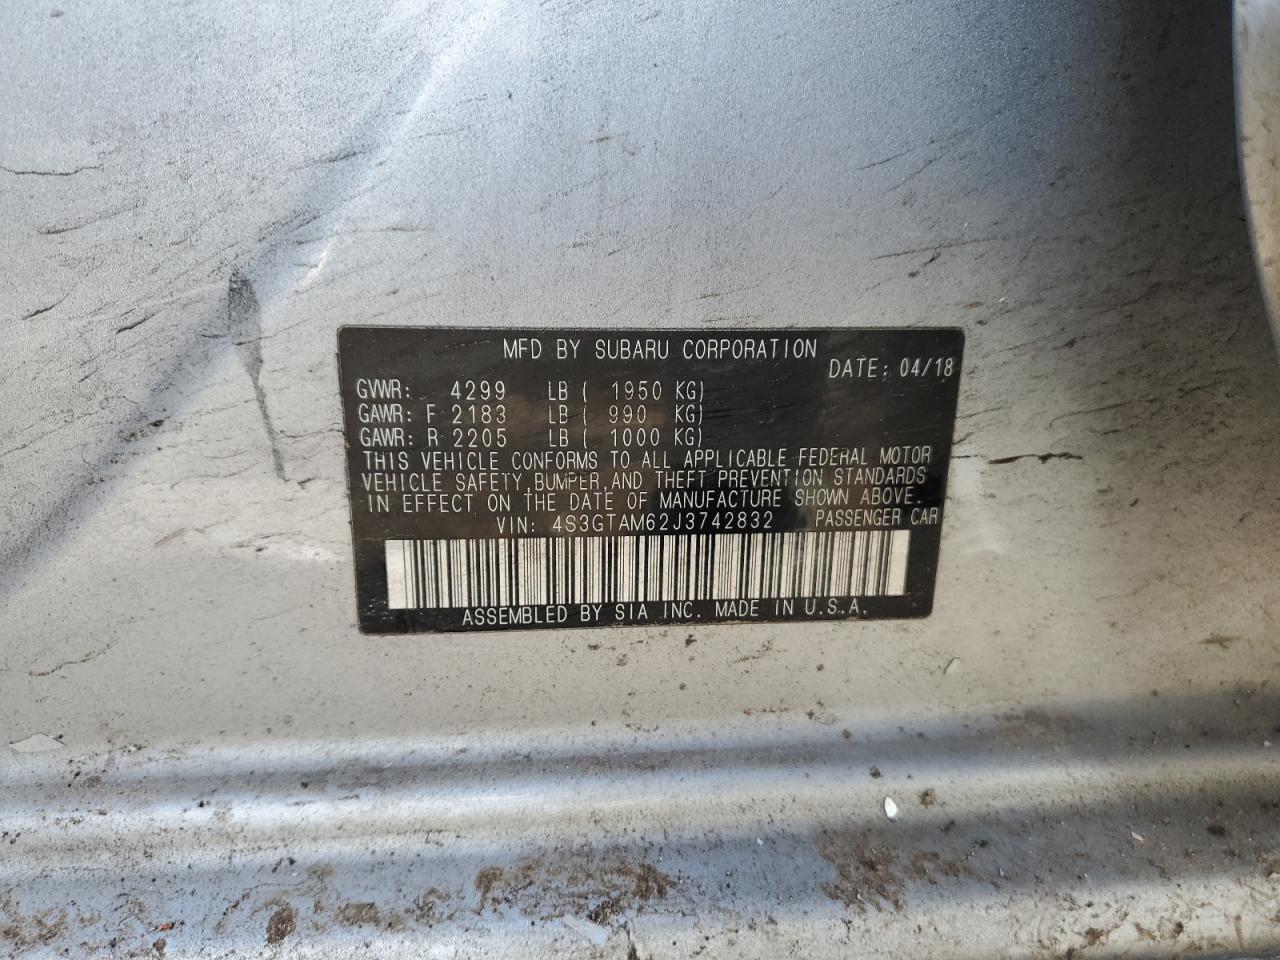 MFD BY SUBARU CORPORATION
DATE: 04/18
GVWR: 4299 LB ( 1950 KG)
GAWR: F 2183 LB ( 990 KG)
GAWR: R 2205 LB ( 1000 KG)
THIS VEHICLE CONFORMS TO ALL APPLICABLE FEDERAL MOTOR
VEHICLE SAFETY, BUMPER, AND THEFT PREVENTION STANDARDS
IN EFFECT ON THE DATE OF MANUFACTURE SHOWN ABOVE.
VIN: 4S3GTAM62J3742832 PASSENGER CAR
ASSEMBLED BY SIA INC. MADE IN U.S.A.